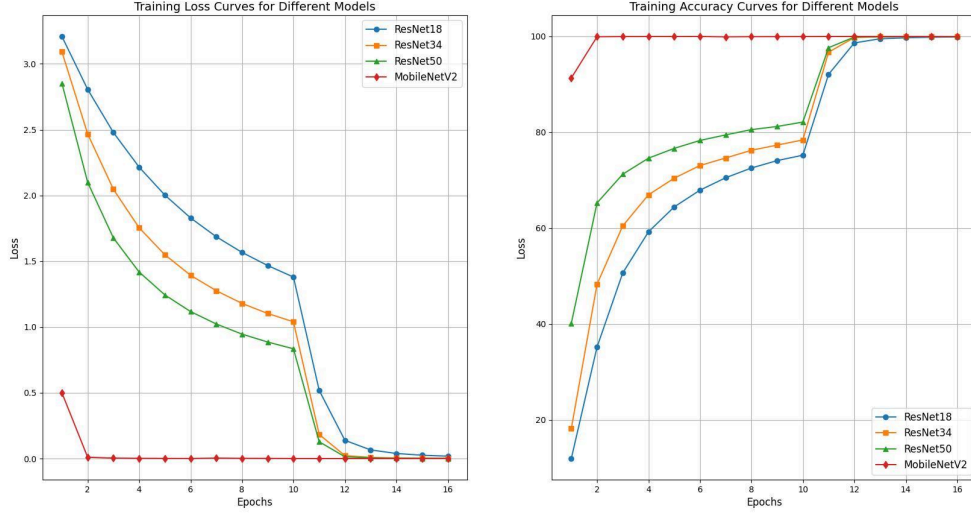 Training Loss Curves for Different Models
ResNet18
ResNet34
ResNet50
MobileNetV2
3.0
2.5
2.0
1.5
1.0
0.5
0.0
Loss
2 4 6 8 10 12 14 16
Epochs
Training Accuracy Curves for Different Models
100
80
60
40
20
Loss
ResNet18
ResNet34
ResNet50
MobileNetV2
2 4 6 8 10 12 14 16
Epochs